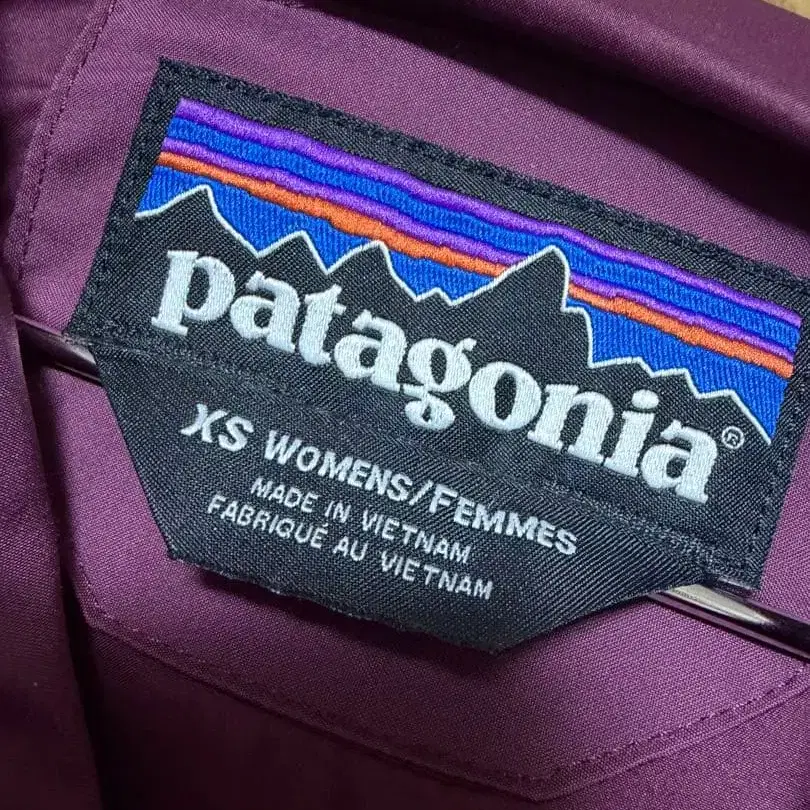 patagonia®
XS WOMENS/FEMMES
MADE IN VIETNAM
FABRIQUÉ AU VIETNAM